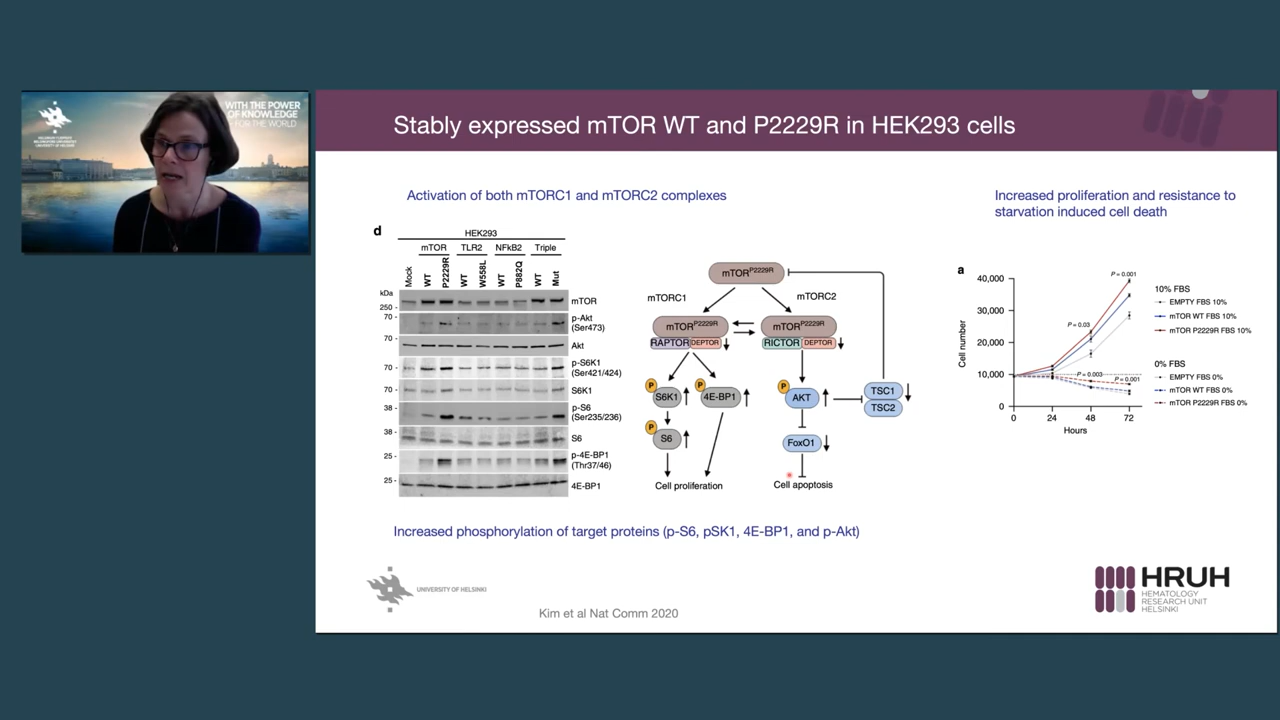 WITH THE POWER
OF KNOWLEDGE
FOR THE WORLD
UNIVERSITY OF HELSINKI
Stably expressed mTOR WT and P2229R in HEK293 cells
Activation of both mTORC1 and mTORC2 complexes
Increased proliferation and resistance to
starvation induced cell death
d
HEK293
mTOR TLR2 NFkB2 Triple
Mock WT P2229R WT W558L WT P882Q WT Mut
kDa
250 - mTOR
70 - p-Akt
(Ser473)
70 - Akt
70 - p-S6K1
(Ser421/424)
70 - S6K1
38 - p-S6
(Ser235/236)
38 - S6
25 - p-4E-BP1
(Thr37/46)
25 - 4E-BP1
mTORP2229R
mTORC1 mTORC2
mTORP2229R mTORP2229R
RAPTOR DEPTOR RICTOR DEPTOR
P P P
S6K1 4E-BP1 AKT TSC1
TSC2
P
S6 FoxO1
Cell proliferation Cell apoptosis
a
Cell number
40,000
30,000
20,000
10,000
0
P = 0.001
P = 0.03
P = 0.003
P = 0.001
0 24 48 72
Hours
10% FBS
EMPTY FBS 10%
mTOR WT FBS 10%
mTOR P2229R FBS 10%
0% FBS
EMPTY FBS 0%
mTOR WT FBS 0%
mTOR P2229R FBS 0%
Increased phosphorylation of target proteins (p-S6, pSK1, 4E-BP1, and p-Akt)
UNIVERSITY OF HELSINKI
Kim et al Nat Comm 2020
HRUH
HEMATOLOGY
RESEARCH UNIT
HELSINKI